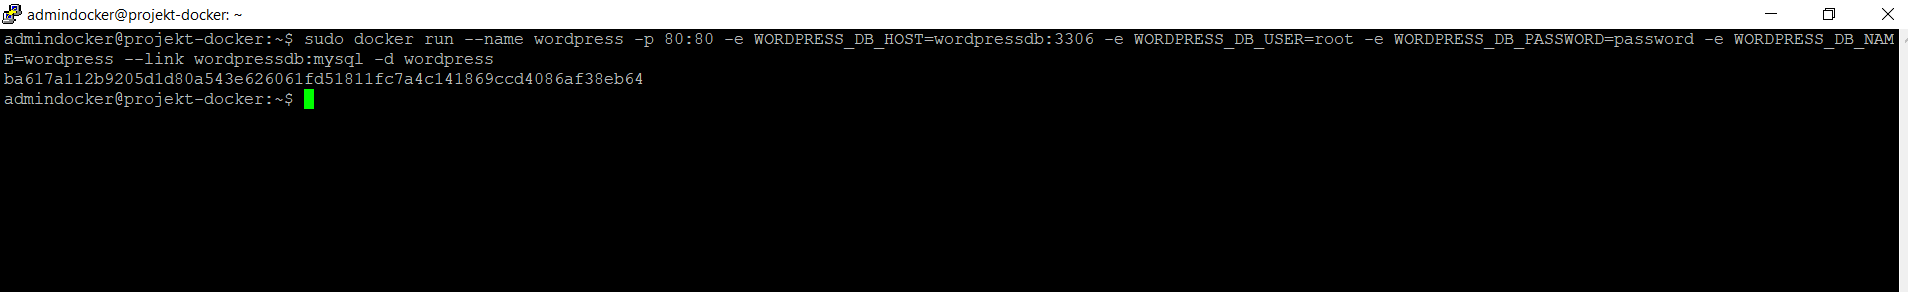 admindocker@projekt-docker: ~
admindocker@projekt-docker:~$ sudo docker run --name wordpress -p 80:80 -e WORDPRESS_DB_HOST=wordpressdb:3306 -e WORDPRESS_DB_USER=root -e WORDPRESS_DB_PASSWORD=password -e WORDPRESS_DB_NAM
E=wordpress --link wordpressdb:mysql -d wordpress
ba617a112b9205d1d80a543e626061fd51811fc7a4c141869ccd4086af38eb64
admindocker@projekt-docker:~$